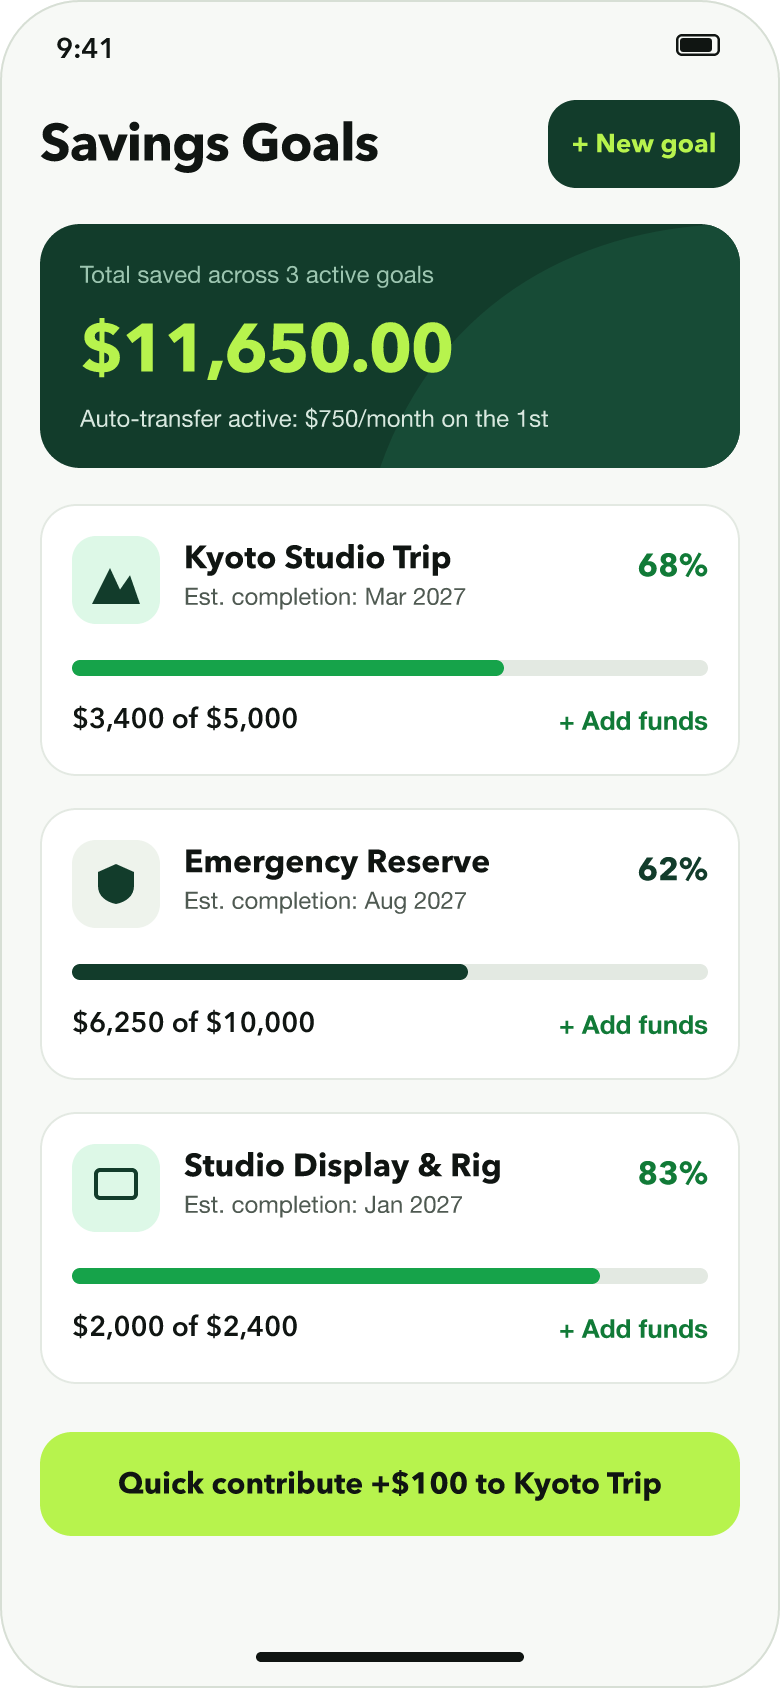 9:41
Savings Goals
+ New goal
Total saved across 3 active goals
$11,650.00
Auto-transfer active: $750/month on the 1st
Kyoto Studio Trip
68%
Est. completion: Mar 2027
$3,400 of $5,000
+ Add funds
Emergency Reserve
62%
Est. completion: Aug 2027
$6,250 of $10,000
+ Add funds
Studio Display & Rig
83%
Est. completion: Jan 2027
$2,000 of $2,400
+ Add funds
Quick contribute +$100 to Kyoto Trip